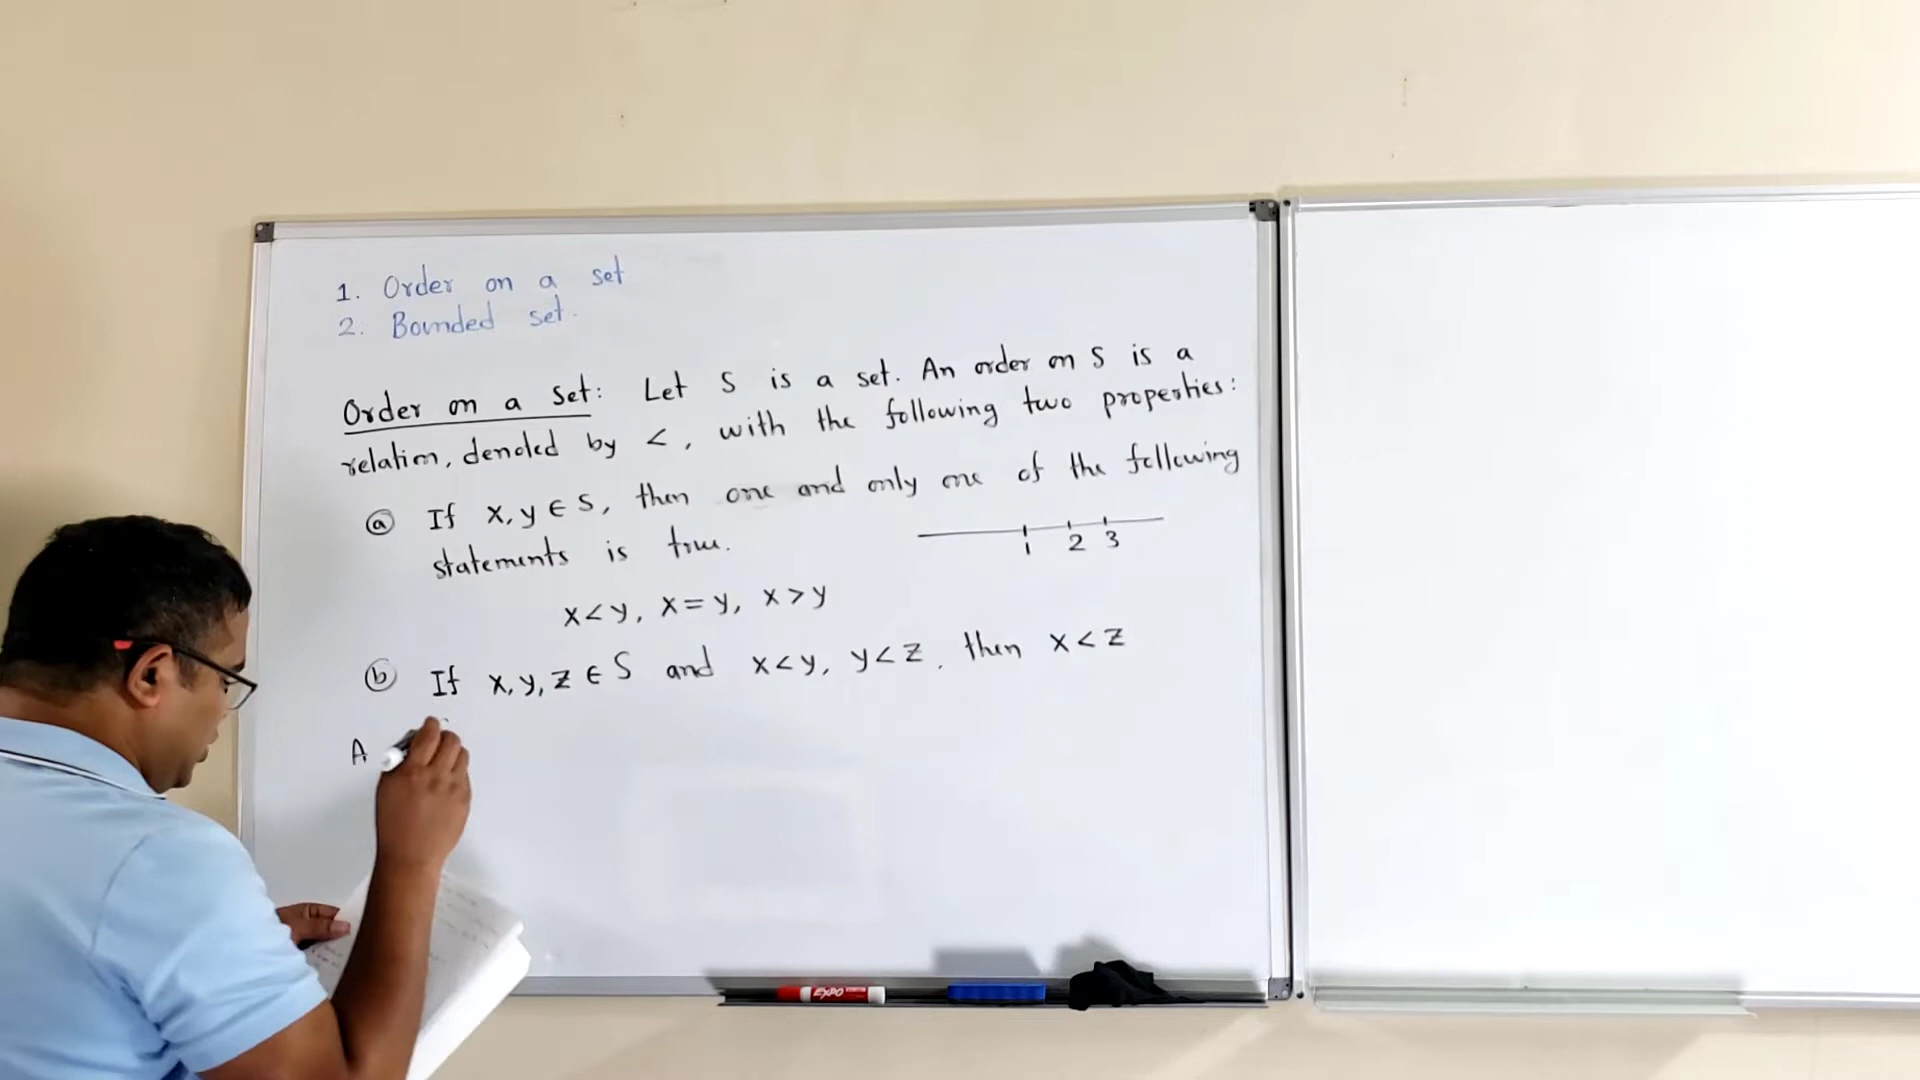 1. Order on a set
2. Bounded set.
Order on a set: Let S is a set. An order on S is a
relation, denoted by <, with the following two properties:
ⓐ If x, y ∈ S, then one and only one of the following
statements is true.
1 2 3
x<y, x=y, x>y
ⓑ If x, y, z ∈ S and x<y, y<z, then x<z
A
EXPO